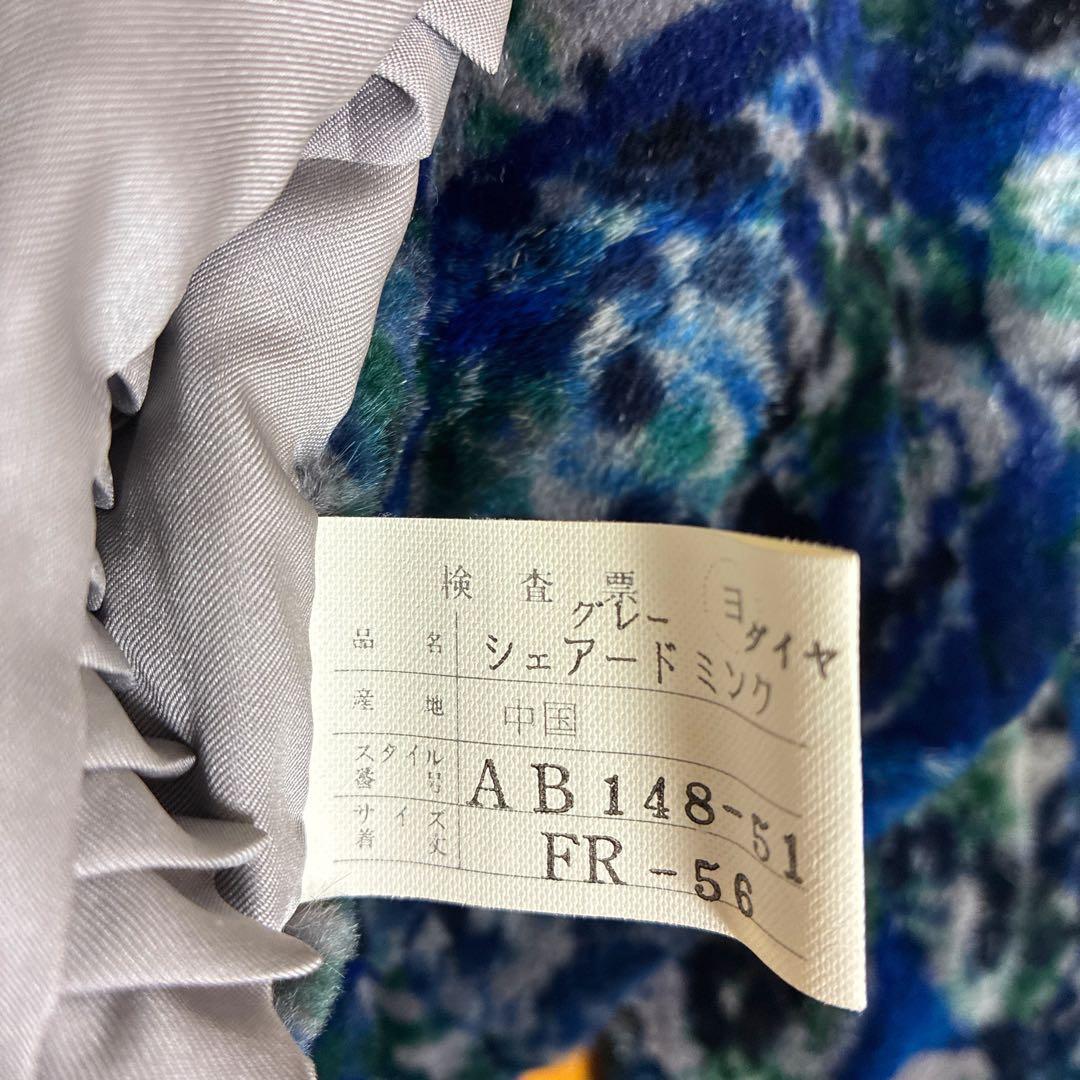 検査票 ヨ
グレー ダイヤ
品名 シェアードミンク
産地 中国
スタイル番号 AB148-51
サイズ着丈 FR-56